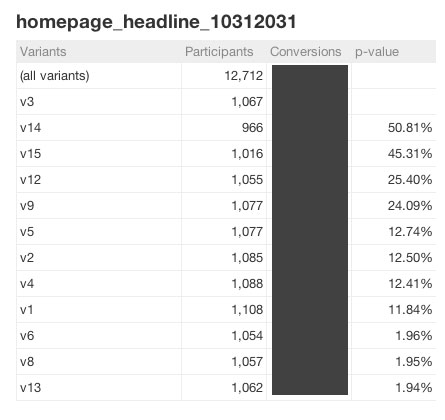 homepage_headline_10312031
Variants Participants Conversions p-value
(all variants) 12,712
v3 1,067
v14 966 50.81%
v15 1,016 45.31%
v12 1,055 25.40%
v9 1,077 24.09%
v5 1,077 12.74%
v2 1,085 12.50%
v4 1,088 12.41%
v1 1,108 11.84%
v6 1,054 1.96%
v8 1,057 1.95%
v13 1,062 1.94%